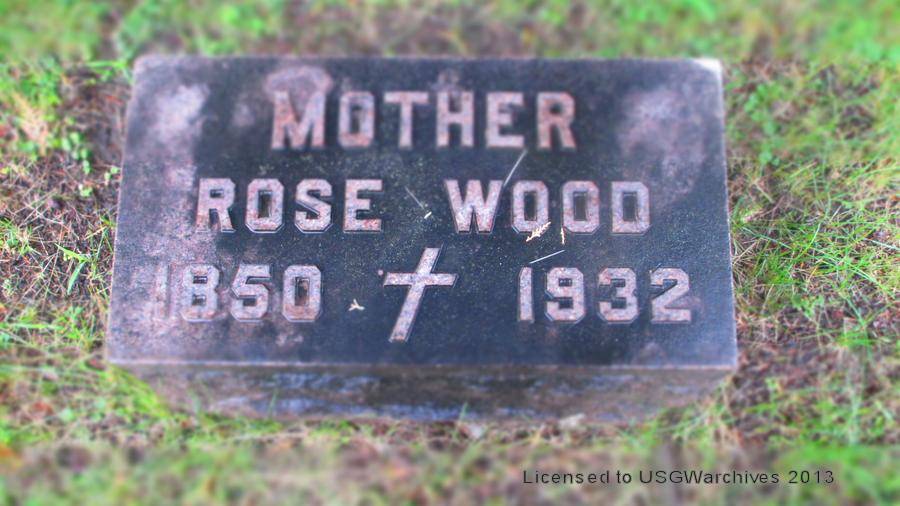 MOTHER
ROSE WOOD
1850 1932
Licensed to USGWarchives 2013